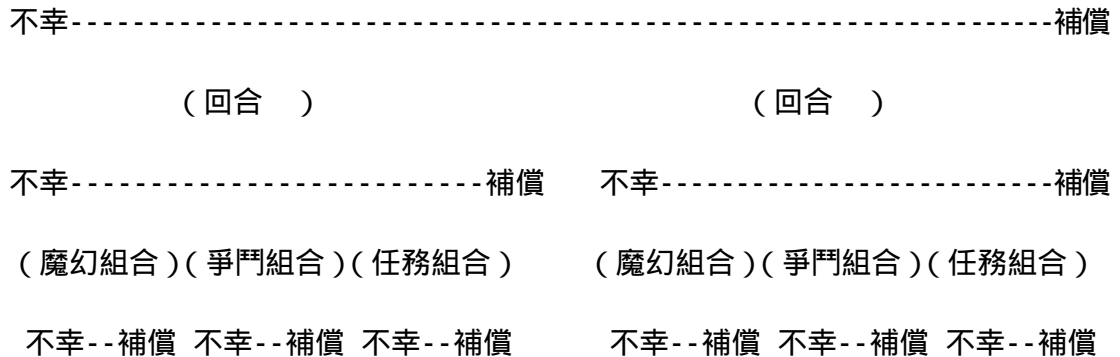 不幸--------------------------------------------------------------補償
(回合 ) (回合 )
不幸--------------------------補償 不幸-------------------------補償
(魔幻組合)(爭鬥組合)(任務組合) (魔幻組合)(爭鬥組合)(任務組合)
不幸--補償 不幸--補償 不幸--補償 不幸--補償 不幸--補償 不幸--補償